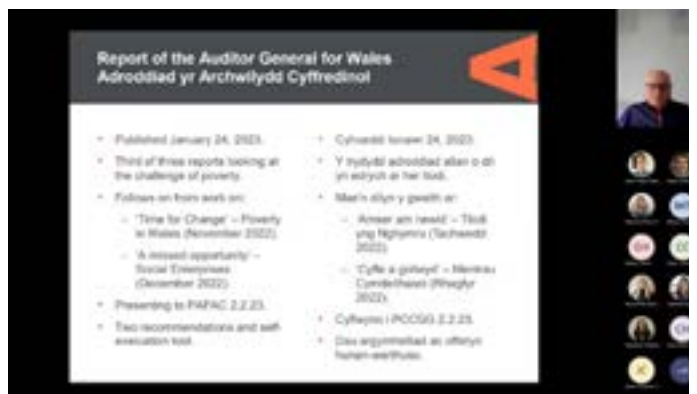 Report of the Auditor General for Wales
Adroddiad yr Archwilydd Cyffredinol
Published January 24, 2023.
Third of three reports looking at
the challenge of poverty.
Follows on from work on:
– 'Time for Change' – Poverty
in Wales (November 2022).
– 'A missed opportunity' –
Social Enterprises
(December 2022).
Presenting to PAPAC 2.2.23.
Two recommendations and self-
evaluation tool.
Ionawr 24, 2023.
Y trydydd adroddiad allan o dri
yn edrych ar her tlodi.
Mae'n dilyn y gwaith ar:
– 'Amser am newid' – Tlodi
yng Nghymru (Tachwedd
2022).
– 'Cyfle a gollwyd' – Mentrau
Cymdeithasol (Rhagfyr
2022).
2.2.23.
Dau argymhelliad ac offeryn
hunan-werthuso.